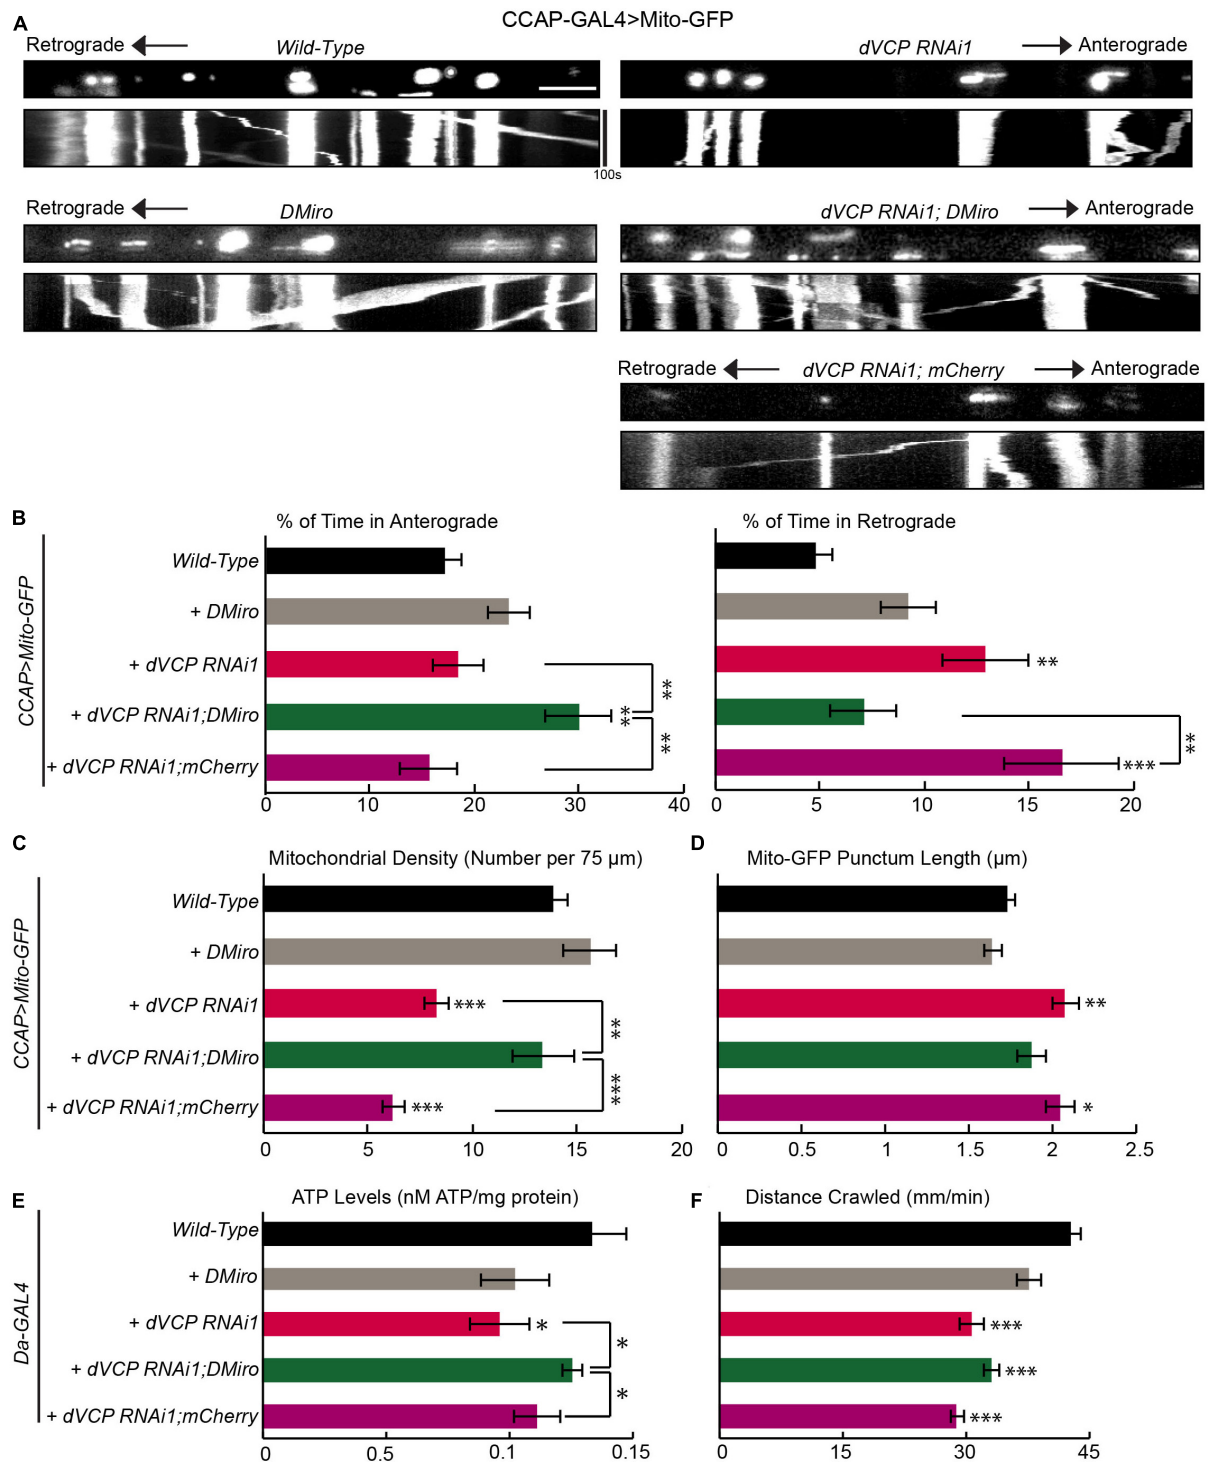 A
CCAP-GAL4>Mito-GFP
Retrograde Wild-Type dVCP RNAi1 Anterograde
100s
Retrograde DMiro dVCP RNAi1; DMiro Anterograde
Retrograde dVCP RNAi1; mCherry Anterograde
B
% of Time in Anterograde % of Time in Retrograde
CCAP>Mito-GFP
Wild-Type
+ DMiro
+ dVCP RNAi1 ** **
+ dVCP RNAi1;DMiro ** ** **
+ dVCP RNAi1;mCherry ***
0 10 20 30 40 0 5 10 15 20
C D
Mitochondrial Density (Number per 75 µm) Mito-GFP Punctum Length (µm)
CCAP>Mito-GFP
Wild-Type
+ DMiro
+ dVCP RNAi1 *** ** **
+ dVCP RNAi1;DMiro ***
+ dVCP RNAi1;mCherry *** *
0 5 10 15 20 0 0.5 1 1.5 2 2.5
E ATP Levels (nM ATP/mg protein) F Distance Crawled (mm/min)
Da-GAL4
Wild-Type
+ DMiro
+ dVCP RNAi1 * * ***
+ dVCP RNAi1;DMiro * ***
+ dVCP RNAi1;mCherry ***
0 0.5 0.1 0.15 0 15 30 45